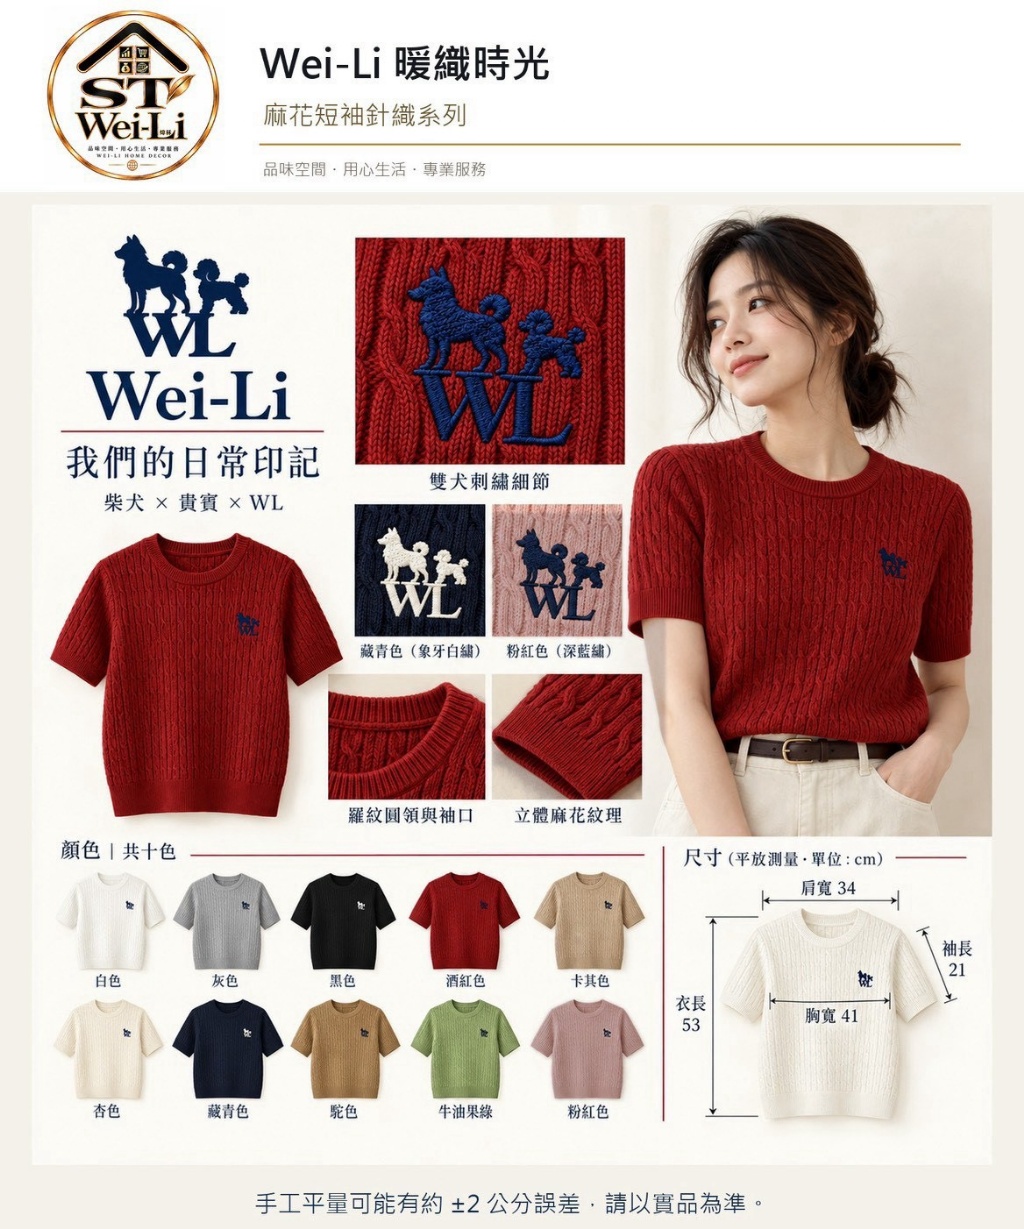 ST
Wei-Li
品味空間・用心生活・專業服務
WEI-LI HOME DECOR
Wei-Li 暖織時光
麻花短袖針織系列
品味空間・用心生活・專業服務
WL
Wei-Li
我們的日常印記
柴犬 × 貴賓 × WL
WL
雙犬刺繡細節
WL
WL
藏青色（象牙白繡）
粉紅色（深藍繡）
WL
WL
羅紋圓領與袖口
立體麻花紋理
顏色 | 共十色
白色
灰色
黑色
酒紅色
卡其色
杏色
藏青色
駝色
牛油果綠
粉紅色
尺寸（平放測量・單位：cm）
肩寬 34
袖長
21
衣長
53
胸寬 41
WL
手工平量可能有約 ±2 公分誤差・請以實品為準。